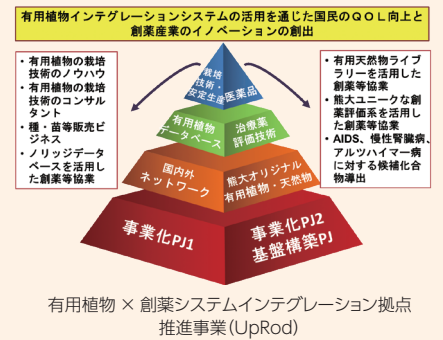 有用植物インテグレーションシステムの活用を通じた国民のＱＯＬ向上と
創薬産業のイノベーションの創出
・有用植物の栽培
技術のノウハウ
・有用植物の栽培
技術のコンサル
タント
・種・苗等販売ビ
ジネス
・ノリッジデータ
ベースを活用し
た創薬等協業
栽培
技術・
安定生産
医薬品
有用植物
データベース
治療薬
評価技術
国内外
ネットワーク
熊大オリジナル
有用植物・天然物
事業化PJ1
事業化PJ2
基盤構築PJ
・有用天然物ライブ
ラリーを活用した
創薬等協業
・熊大ユニークな創
薬評価系を活用し
た創薬等協業
・AIDS、慢性腎臓病、
アルツハイマー病
に対する候補化合
物導出
有用植物 × 創薬システムインテグレーション拠点
推進事業(UpRod)